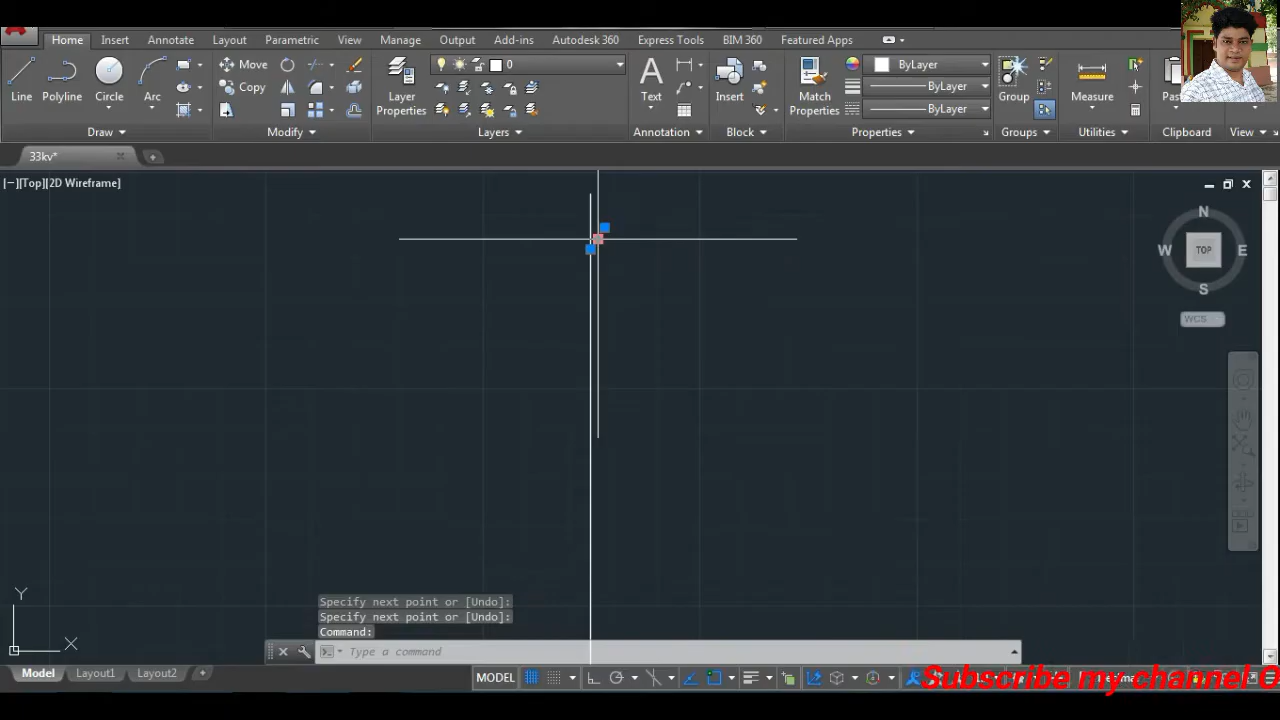 Home Insert Annotate Layout Parametric View Manage Output Add-ins Autodesk 360 Express Tools BIM 360 Featured Apps
Line Polyline Circle Arc
Move
Copy
Layer Properties
0
Text
Insert
Match Properties
ByLayer
ByLayer
ByLayer
Group
Measure
Draw Modify Layers Annotation Block Properties Groups Utilities Clipboard View
33kv*
[−][Top][2D Wireframe]
N
W TOP E
S
WCS
Y
X
Specify next point or [Undo]:
Specify next point or [Undo]:
Command:
Type a command
Model Layout1 Layout2
MODEL
Subscribe my channel